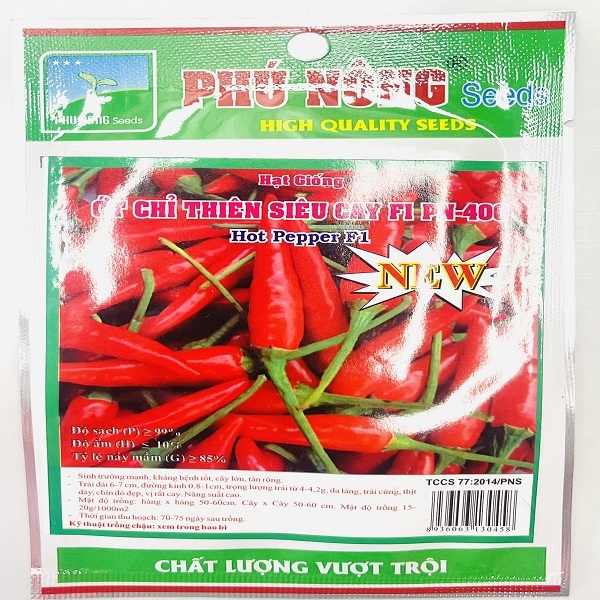 PHÚ NÔNG Seeds
PHÚ NÔNG Seeds
HIGH QUALITY SEEDS
Hạt Giống
ỚT CHỈ THIÊN SIÊU CAY F1 PN-400
Hot Pepper F1
NEW
Độ sạch (P) ≥ 99%
Độ ẩm (H) ≤ 10%
Tỷ lệ nảy mầm (G) ≥ 85%
- Sinh trưởng mạnh, kháng bệnh tốt, cây lớn, tán rộng.
- Trái dài 6-7 cm, đường kính 0.8-1cm, trọng lượng trái từ 4-4,2g, da láng, trái cứng, thịt
dày, chín đỏ đẹp, vị rất cay. Năng suất cao.
- Mật độ trồng: hàng x hàng 50-60cm. Cây x Cây 50-60 cm. Mật độ trồng 15-
20g/1000m2
- Thời gian thu hoạch: 70-75 ngày sau trồng.
Kỹ thuật trồng chậu: xem trong bao bì
TCCS 77:2014/PNS
8 936063 130458
CHẤT LƯỢNG VƯỢT TRỘI